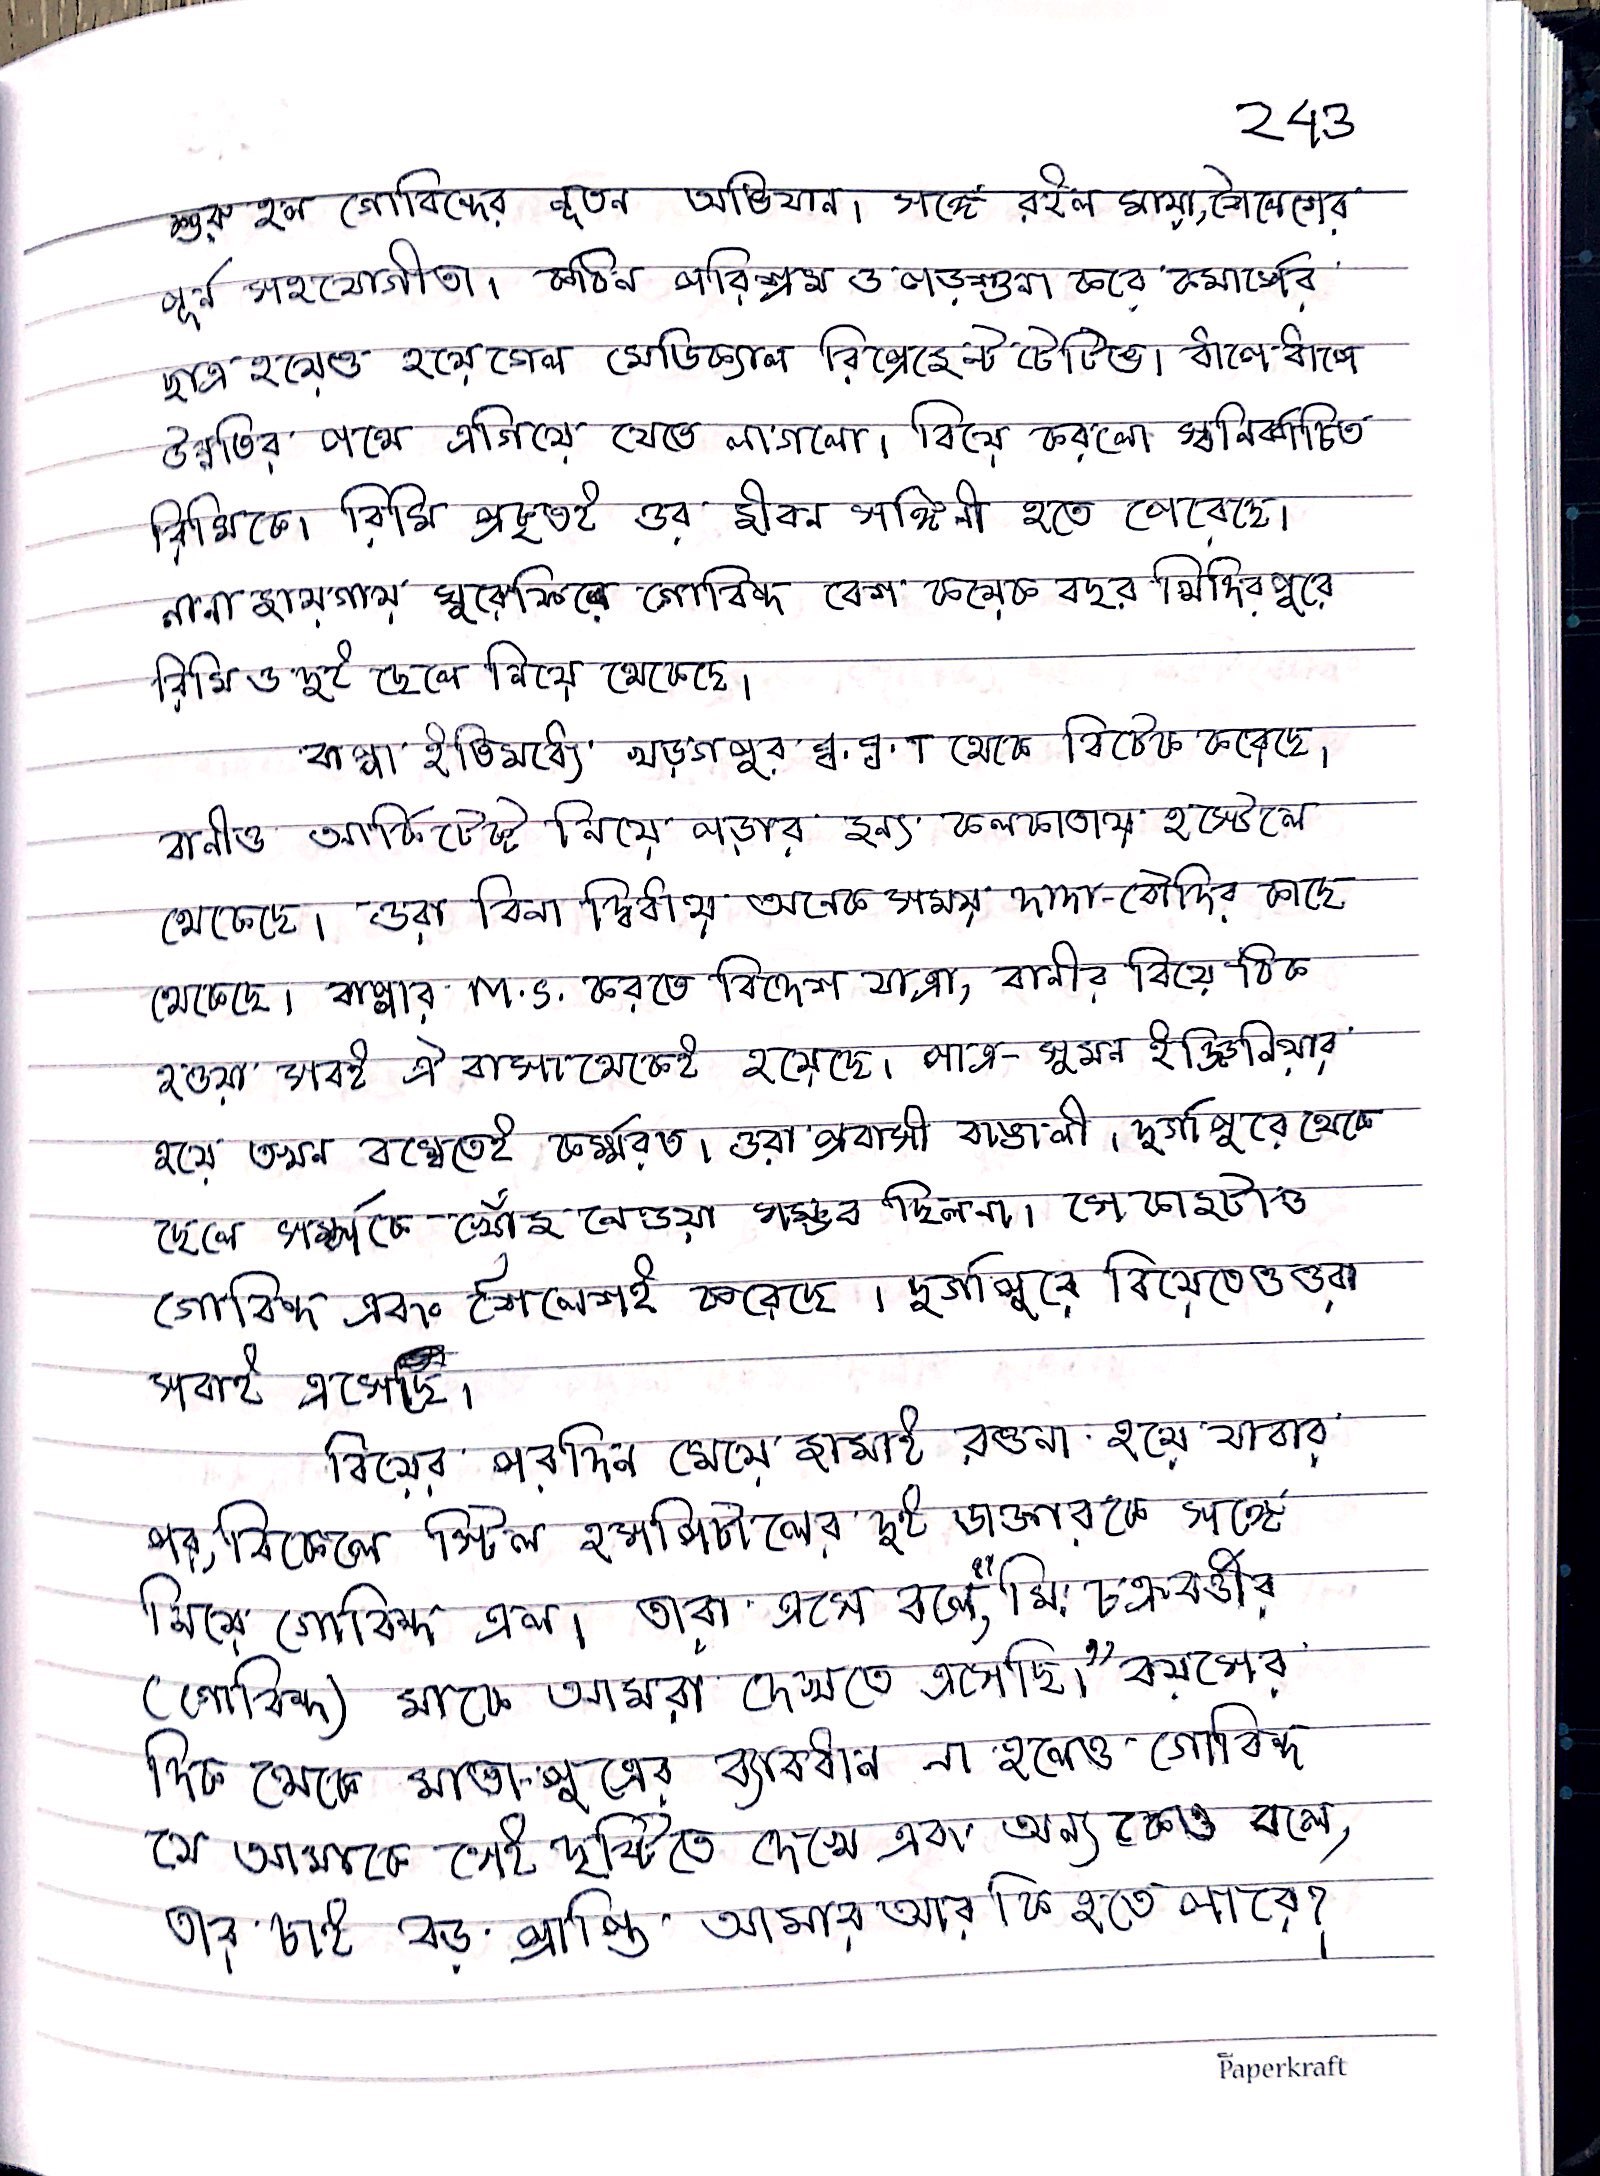 243
শুরু হল গোবিন্দের নূতন অভিযান। সঙ্গে রইল মায়া, শৈলেশের
পূর্ন সহযোগীতা। কঠিন পরিশ্রম ও পড়াশুনা করে কমার্সের
ছাত্র হয়েও হয়ে গেল মেডিক্যাল রিপ্রেজেন্টটেটিভ। ধাপে ধাপে
উন্নতির পথে এগিয়ে যেতে লাগলো। বিয়ে করলো স্বনির্ব্বাচিত
রিমিকে। রিমি প্রকৃতই ওর জীবন সঙ্গিনী হতে পেরেছে।
নানা জায়গায় ঘুরেফিরে গোবিন্দ বেশ কয়েক বছর মিদিরপুরে
রিমি ও দুই ছেলে নিয়ে থেকেছে।
বাপ্পা ইতিমধ্যে খড়গপুর I.I.T থেকে বিটেক করেছে।
বানীও আর্কিটেক্ট নিয়ে পড়ার জন্য কলকাতায় হস্টেলে
থেকেছে। ওরা বিনা দ্বিধায় অনেক সময় দাদা-বৌদির কাছে
থেকেছে। বাপ্পার M.S. করতে বিদেশ যাত্রা, বানীর বিয়ে ঠিক
হওয়া সবই ঐ বাসা থেকেই হয়েছে। পাত্র- সুমন ইঞ্জিনিয়ার
হয়ে তখন বম্বেতেই কর্ম্মরত। ওরা প্রবাসী বাঙালী। দুর্গাপুরে থেকে
ছেলে সম্পর্কে খোঁজ নেওয়া সম্ভব ছিলনা। সে কাজটাও
গোবিন্দ এবং শৈলেশই করেছে। দুর্গাপুরে বিয়েতেও ওরা
সবাই এসেছি।
বিয়ের পরদিন মেয়ে জামাই রওনা হয়ে যাবার
পর, বিকেলে স্টিল হসপিটালের দুই ডাক্তারকে সঙ্গে
নিয়ে গোবিন্দ এল। তারা এসে বলে, "মি: চক্রবর্ত্তীর
(গোবিন্দ) মাকে আমরা দেখতে এসেছি।" বয়সের
দিক থেকে মাতা-পুত্রের ব্যাবধান না হলেও গোবিন্দ
যে আমাকে সেই দৃষ্টিতে দেখে এবং অন্যকেও বলে,
তার চাই বড় প্রাপ্তি আমার আর কি হতে পারে?
Paperkraft